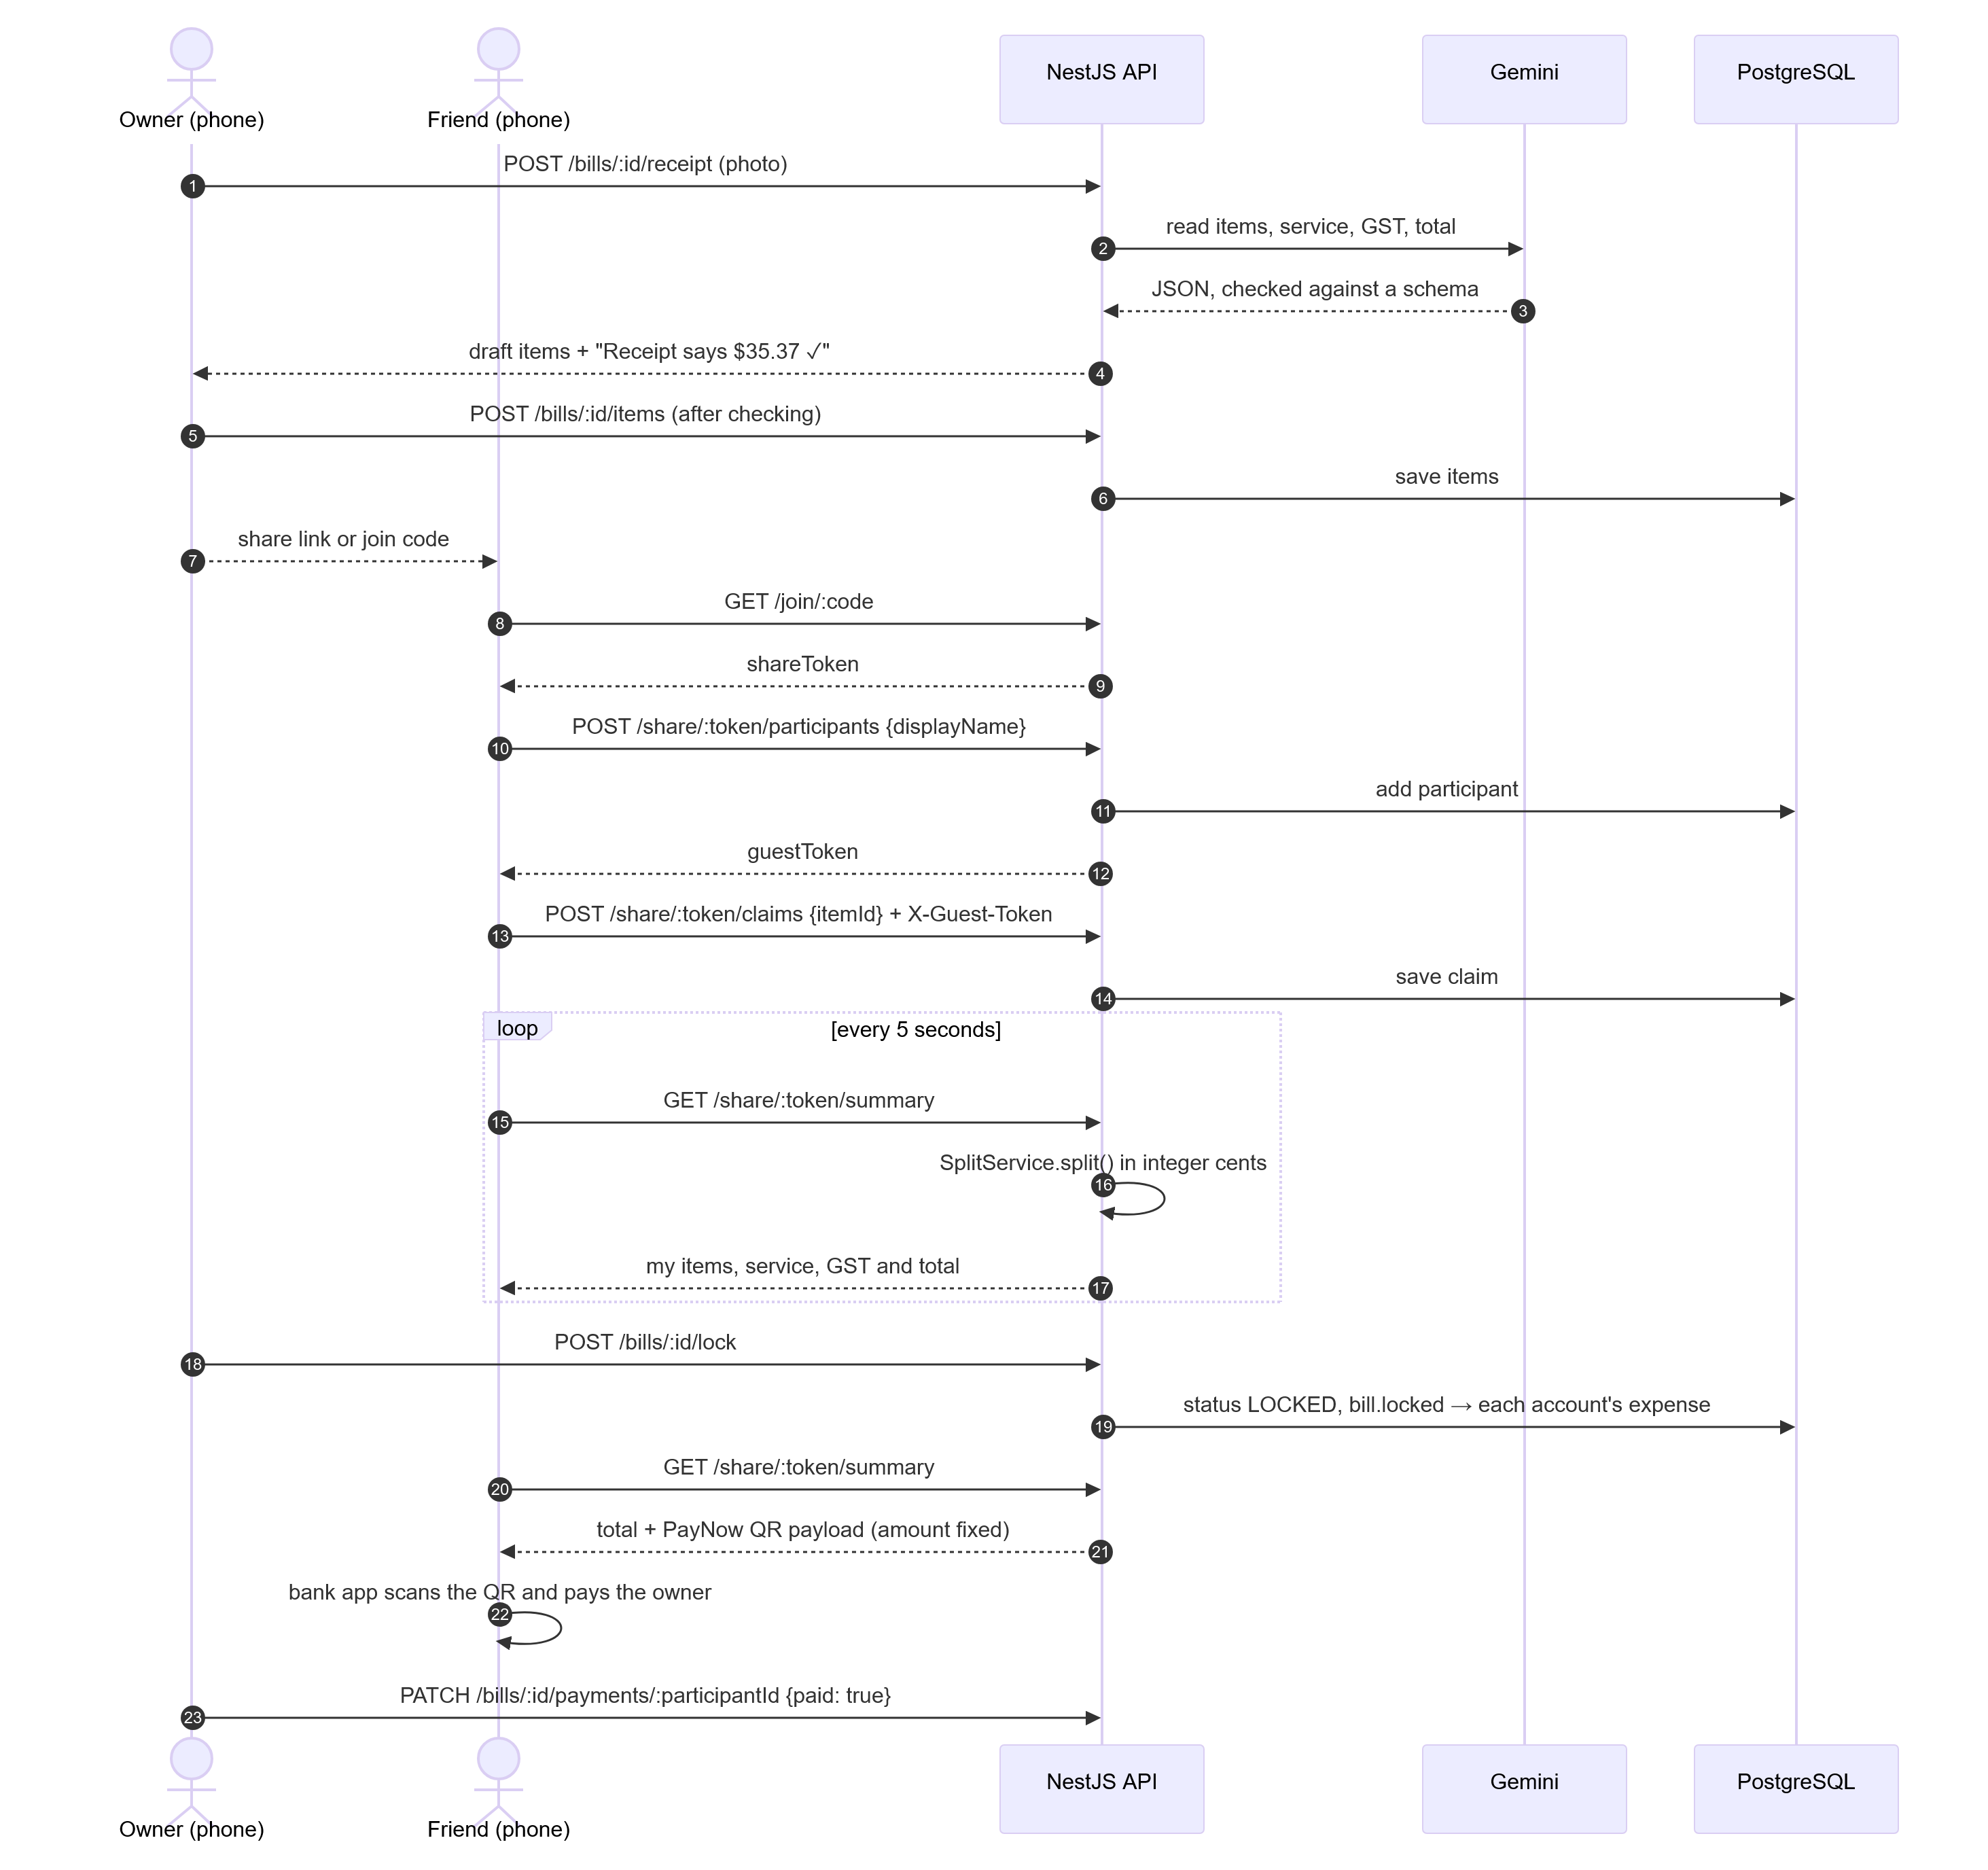 Owner (phone)
Friend (phone)
NestJS API
Gemini
PostgreSQL
POST /bills/:id/receipt (photo)
1
read items, service, GST, total
2
JSON, checked against a schema
3
draft items + "Receipt says $35.37 ✓"
4
POST /bills/:id/items (after checking)
5
save items
6
share link or join code
7
GET /join/:code
8
shareToken
9
POST /share/:token/participants {displayName}
10
add participant
11
guestToken
12
POST /share/:token/claims {itemId} + X-Guest-Token
13
save claim
14
loop
[every 5 seconds]
GET /share/:token/summary
15
SplitService.split() in integer cents
16
my items, service, GST and total
17
POST /bills/:id/lock
18
status LOCKED, bill.locked → each account's expense
19
GET /share/:token/summary
20
total + PayNow QR payload (amount fixed)
21
bank app scans the QR and pays the owner
22
PATCH /bills/:id/payments/:participantId {paid: true}
23
Owner (phone)
Friend (phone)
NestJS API
Gemini
PostgreSQL